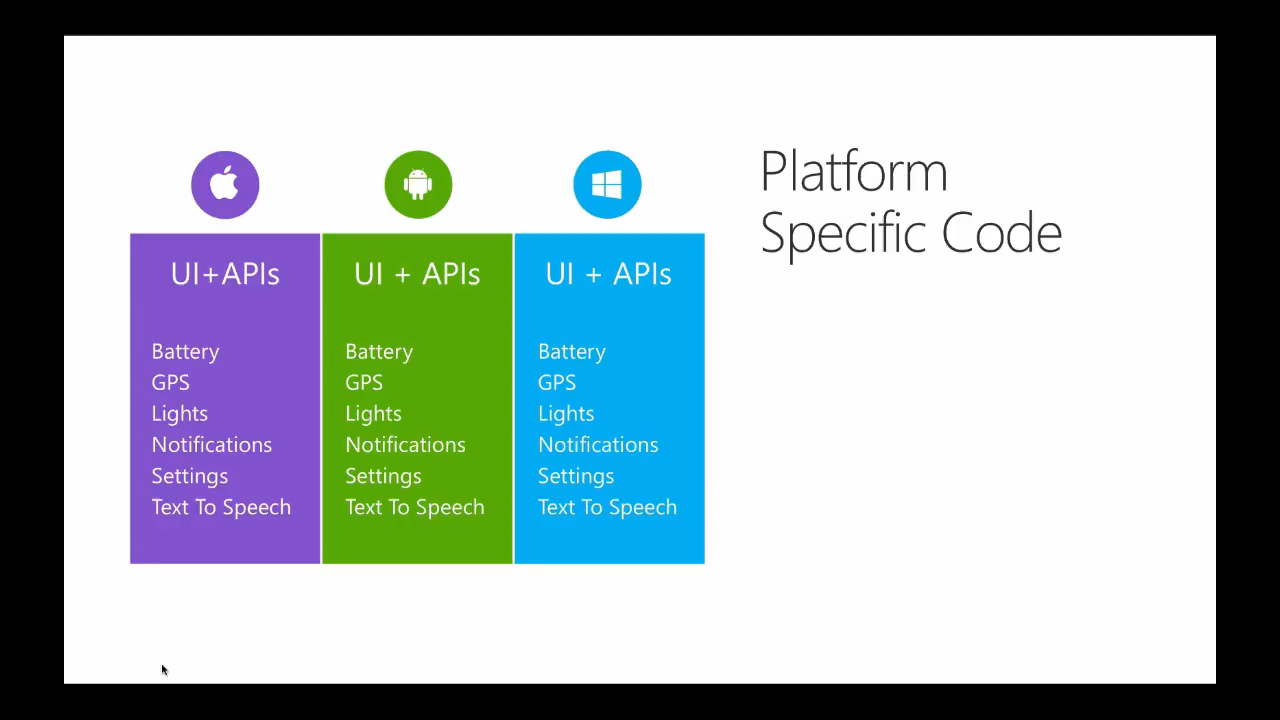 Platform
Specific Code
UI+APIs
Battery
GPS
Lights
Notifications
Settings
Text To Speech
UI + APIs
Battery
GPS
Lights
Notifications
Settings
Text To Speech
UI + APIs
Battery
GPS
Lights
Notifications
Settings
Text To Speech